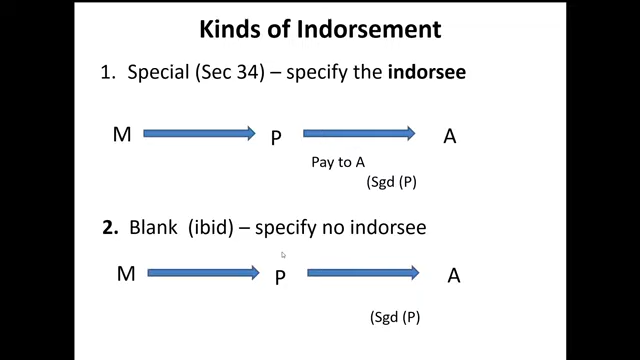 Kinds of Indorsement
1. Special (Sec 34) – specify the indorsee
M P A
Pay to A
(Sgd (P)
2. Blank (ibid) – specify no indorsee
M P A
(Sgd (P)